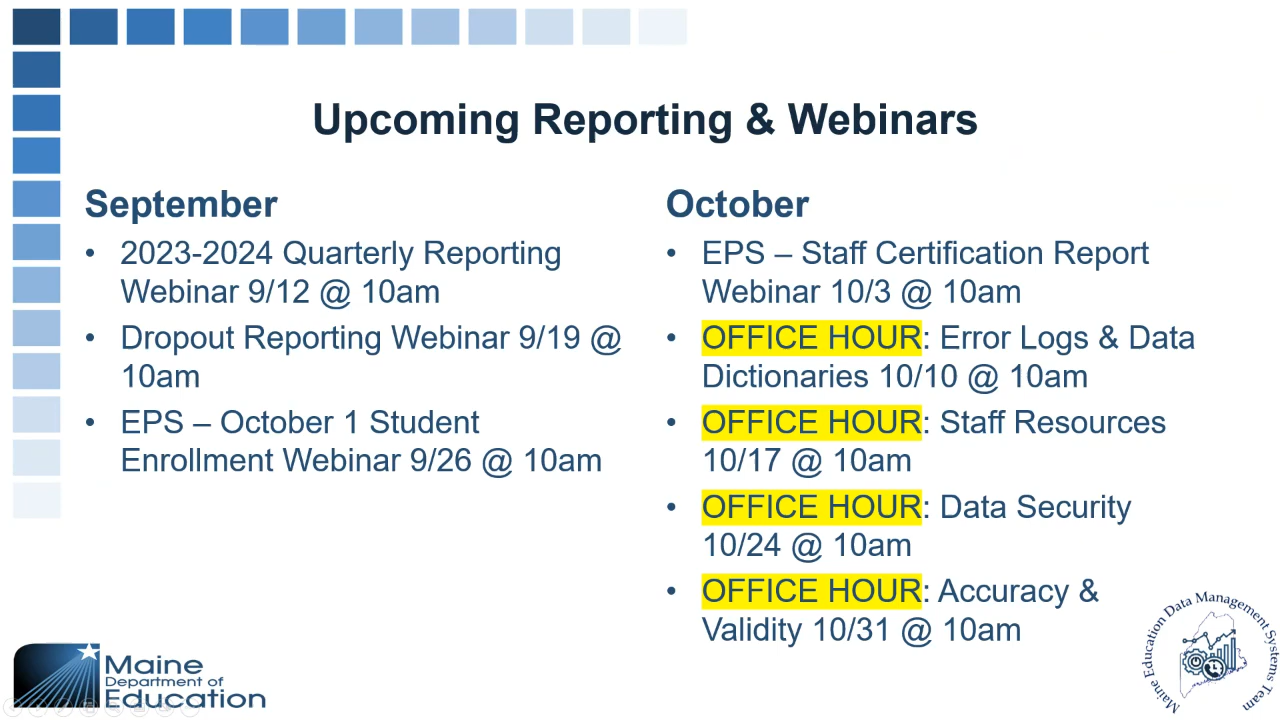 Upcoming Reporting & Webinars
September
• 2023-2024 Quarterly Reporting
Webinar 9/12 @ 10am
• Dropout Reporting Webinar 9/19 @
10am
• EPS – October 1 Student
Enrollment Webinar 9/26 @ 10am
October
• EPS – Staff Certification Report
Webinar 10/3 @ 10am
• OFFICE HOUR: Error Logs & Data
Dictionaries 10/10 @ 10am
• OFFICE HOUR: Staff Resources
10/17 @ 10am
• OFFICE HOUR: Data Security
10/24 @ 10am
• OFFICE HOUR: Accuracy &
Validity 10/31 @ 10am
Maine
Department of
Education
Maine Education Data Management Systems Team